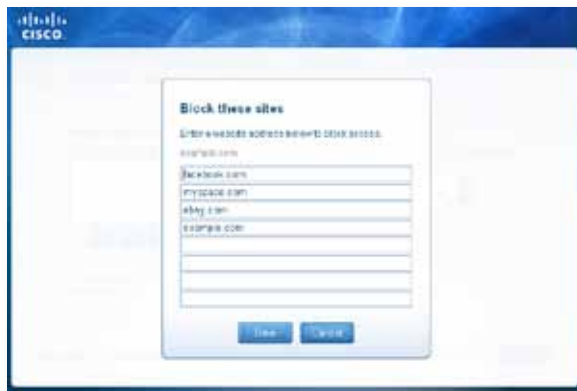 CISCO
Block these sites
Enter a website address below to block access.
example.com
facebook.com
myspace.com
ebay.com
example.com
Save Cancel